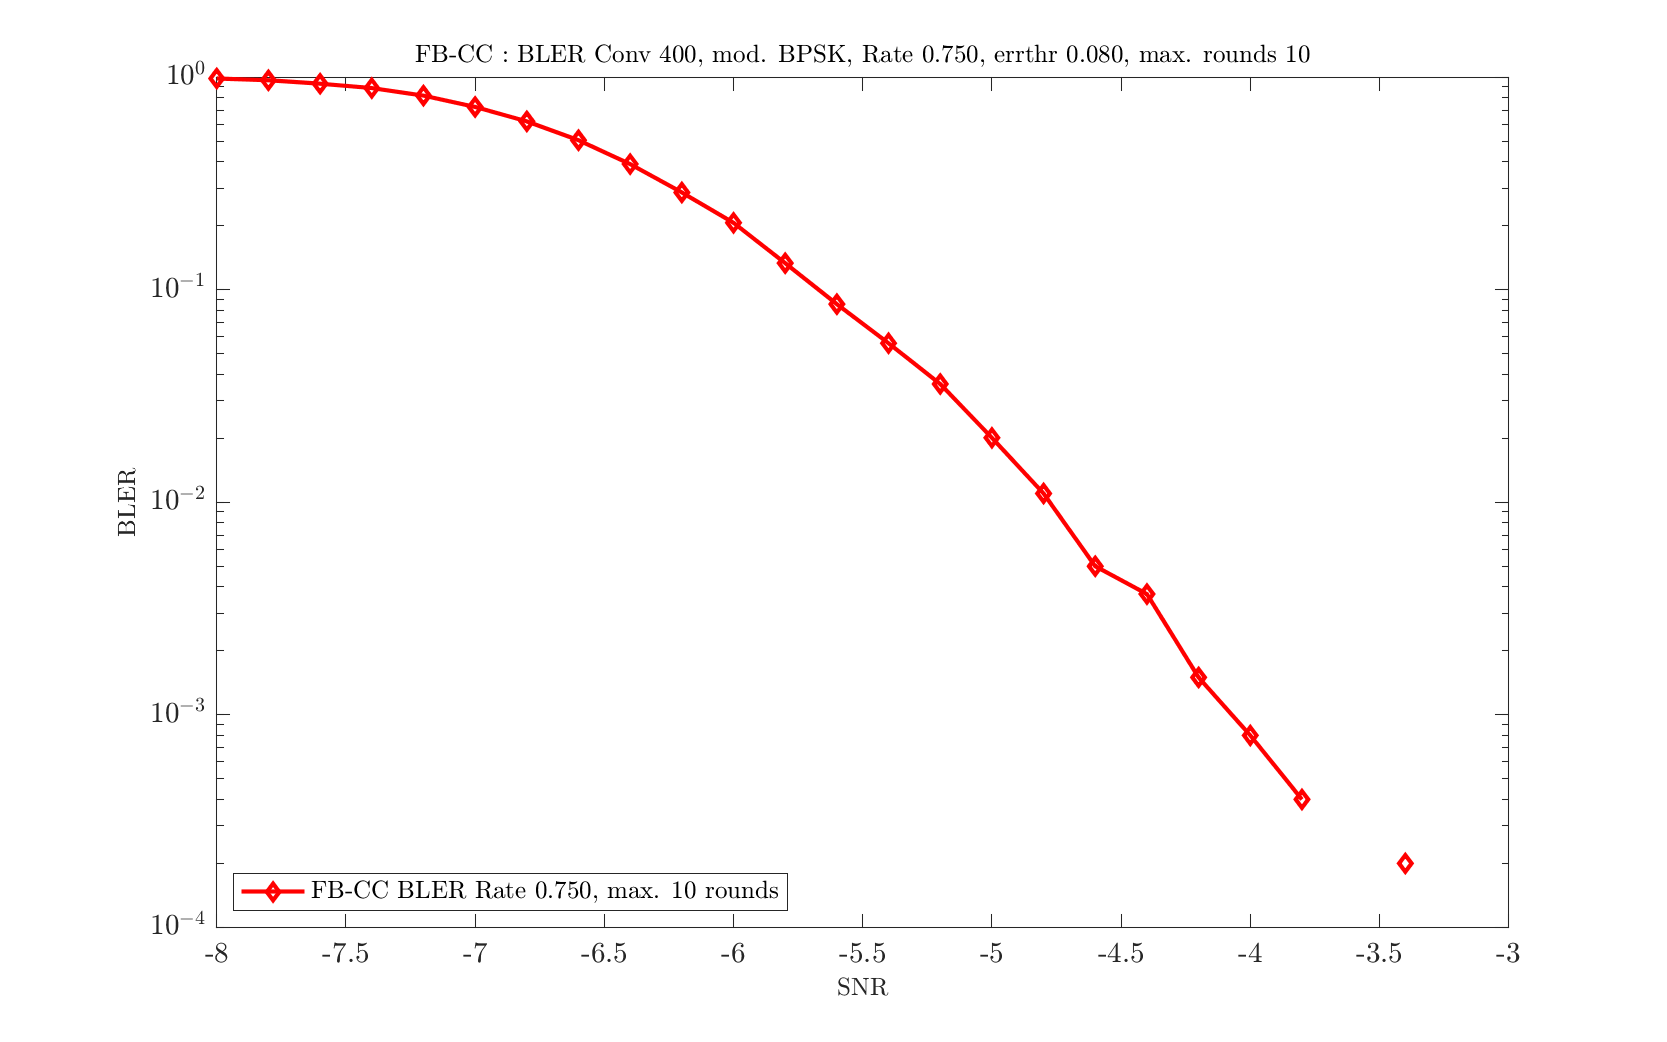 FB-CC : BLER Conv 400, mod. BPSK, Rate 0.750, errthr 0.080, max. rounds 10
10^0
10^-1
10^-2
10^-3
10^-4
BLER
FB-CC BLER Rate 0.750, max. 10 rounds
-8 -7.5 -7 -6.5 -6 -5.5 -5 -4.5 -4 -3.5 -3
SNR